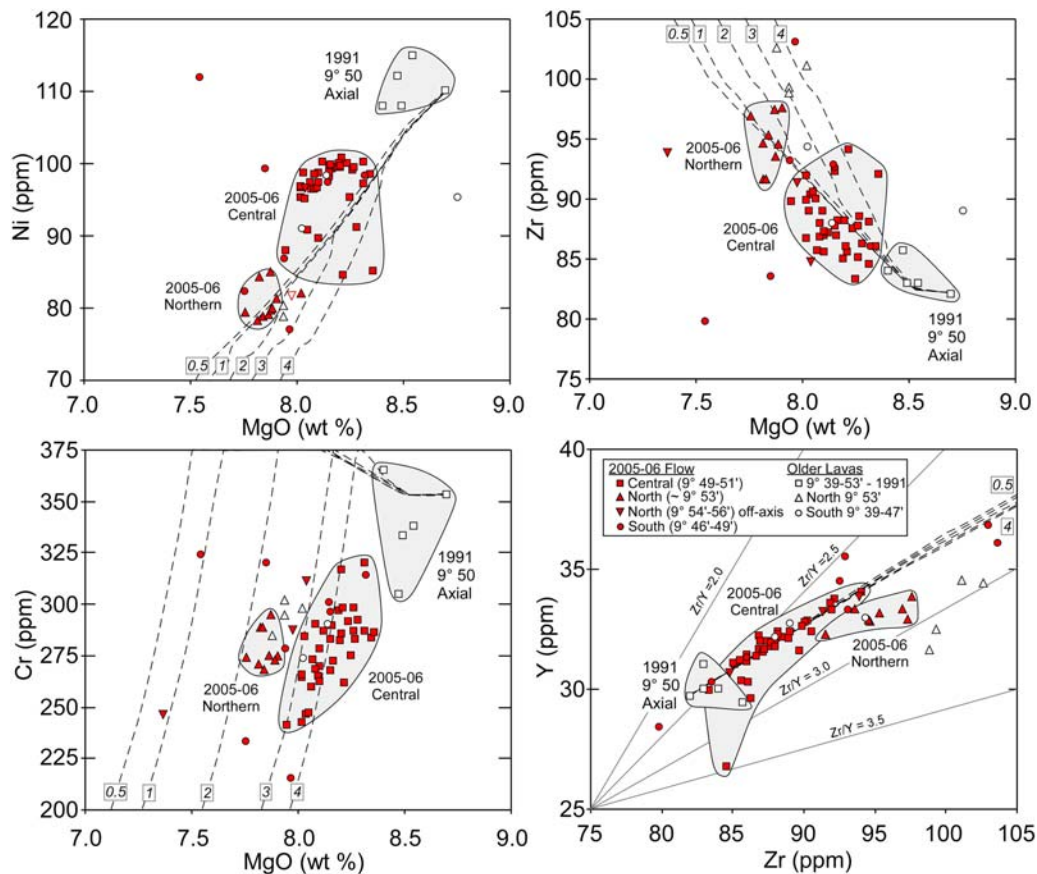 120
110
100
90
80
70
Ni (ppm)
1991
9° 50
Axial
2005-06
Central
2005-06
Northern
0.5
1
2
3
4
7.0
7.5
8.0
8.5
9.0
MgO (wt %)
105
100
95
90
85
80
75
Zr (ppm)
0.5
1
2
3
4
2005-06
Northern
2005-06
Central
1991
9° 50
Axial
7.0
7.5
8.0
8.5
9.0
MgO (wt %)
375
350
325
300
275
250
225
200
Cr (ppm)
1991
9° 50
Axial
2005-06
Northern
2005-06
Central
0.5
1
2
3
4
7.0
7.5
8.0
8.5
9.0
MgO (wt %)
40
35
30
25
Y (ppm)
2005-06 Flow
Central (9° 49-51')
North (~ 9° 53')
North (9° 54'-56') off-axis
South (9° 46'-49')
Older Lavas
9° 39-53' - 1991
North 9° 53'
South 9° 39-47'
0.5
4
Zr/Y = 2.0
Zr/Y = 2.5
2005-06
Central
2005-06
Northern
1991
9° 50
Axial
Zr/Y = 3.0
Zr/Y = 3.5
75
80
85
90
95
100
105
Zr (ppm)